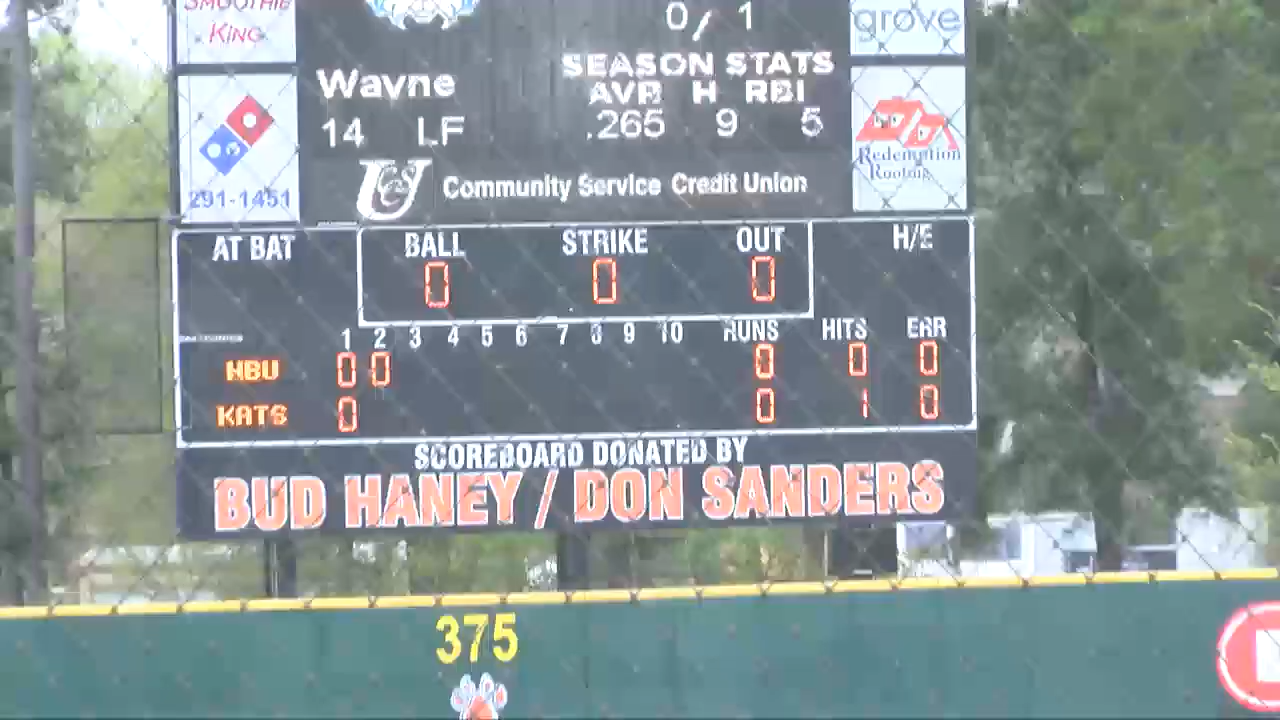 SMOOTHIE
KING
0/ 1
grove
Wayne
SEASON STATS
AVR H RBI
14 LF
.265 9 5
Redemption
Roofing
291-1451
Community Service Credit Union
AT BAT BALL STRIKE OUT H/E
0 0 0
1 2 3 4 5 6 7 8 9 10 RUNS HITS ERR
HBU 0 0 0 0 0
KATS 0 0 1 0
SCOREBOARD DONATED BY
BUD HANEY / DON SANDERS
375